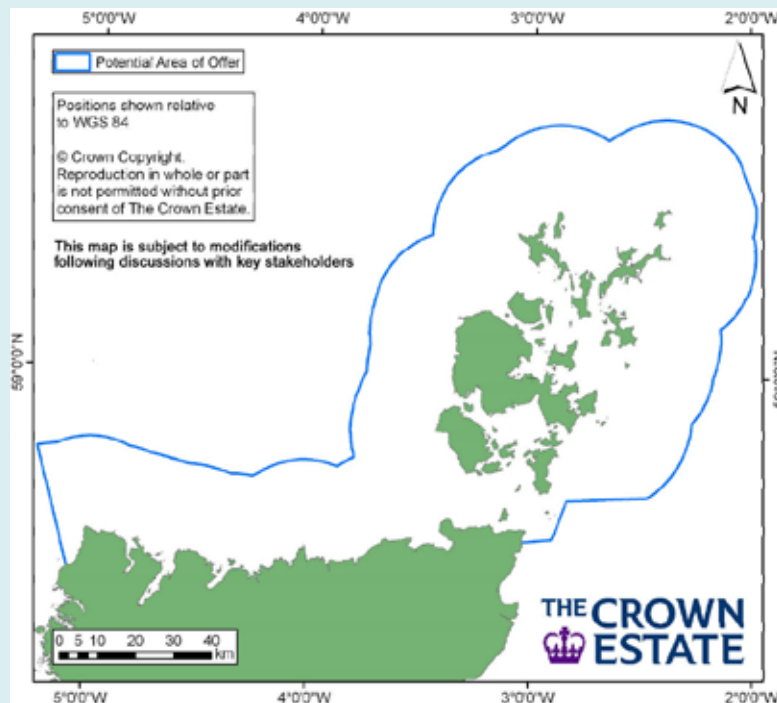 5°0'0"W 4°0'0"W 3°0'0"W 2°0'0"W
Potential Area of Offer
Positions shown relative
to WGS 84
© Crown Copyright.
Reproduction in whole or part
is not permitted without prior
consent of The Crown Estate.
This map is subject to modifications
following discussions with key stakeholders
N
59°0'0"N
THE CROWN
ESTATE
0 5 10 20 30 40
km
5°0'0"W 4°0'0"W 3°0'0"W 2°0'0"W